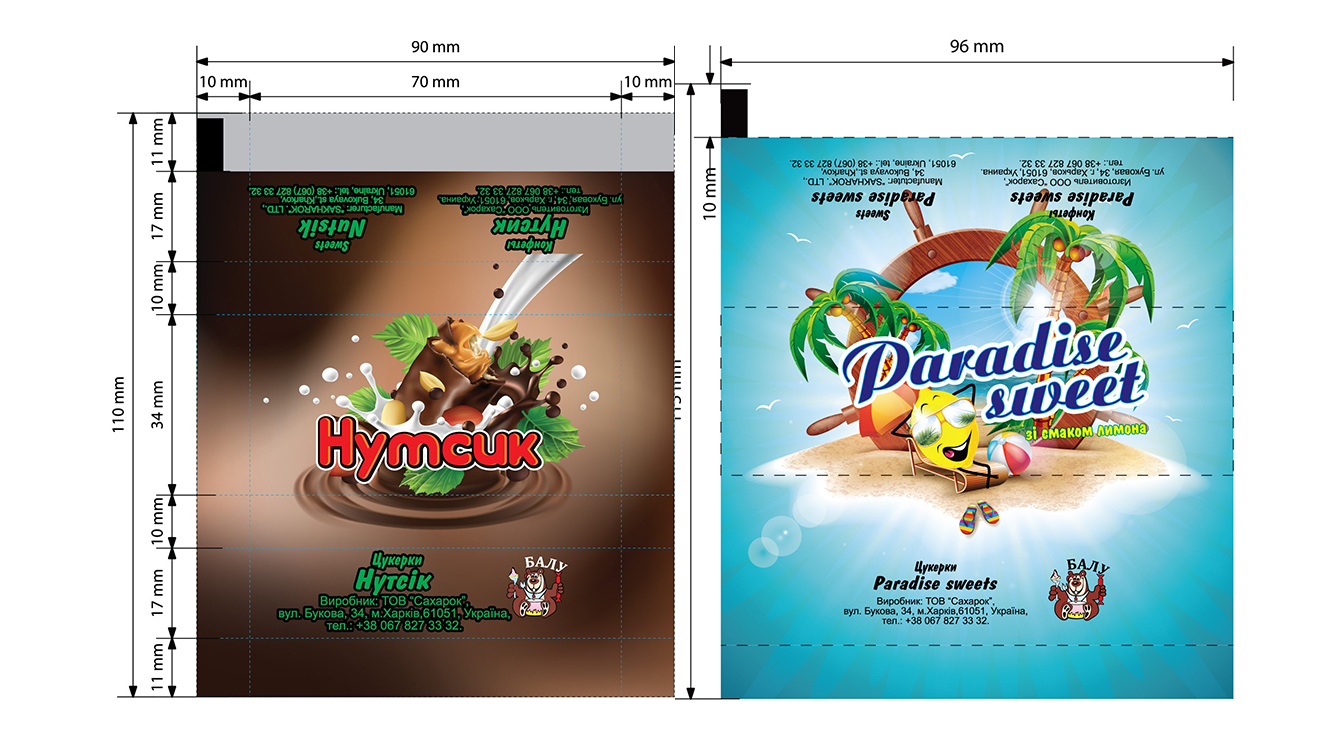 90 mm
10 mm
70 mm
10 mm
11 mm
17 mm
10 mm
34 mm
10 mm
17 mm
11 mm
110 mm
Конфеты
Нутсик
Изготовитель ООО "Сахарок",
ул. Буковая, 34, г. Харьков, 61051, Украина,
тел.: +38 067 827 33 32.
Sweets
Nutsik
Manufacturer: "SAKHAROK", LTD.,
34, Bukovaya st.,Kharkov,
61051, Ukraine, tel.: +38 (067) 827 33 32.
Нутсик
Цукерки
Нутсік
Виробник: ТОВ "Сахарок",
вул. Букова, 34, м.Харків,61051, Україна,
тел.: +38 067 827 33 32.
БАЛУ
96 mm
10 mm
mm
Конфеты
Paradise sweets
Изготовитель ООО "Сахарок",
ул. Буковая, 34, г. Харьков, 61051, Украина,
тел.: +38 067 827 33 32.
Sweets
Paradise sweets
Manufacturer: "SAKHAROK", LTD.,
34, Bukovaya st.,Kharkov,
61051, Ukraine, tel.: +38 (067) 827 33 32.
Paradise
sweet
зі смаком лимона
Цукерки
Paradise sweets
Виробник: ТОВ "Сахарок",
вул. Букова, 34, м.Харків,61051, Україна,
тел.: +38 067 827 33 32.
БАЛУ